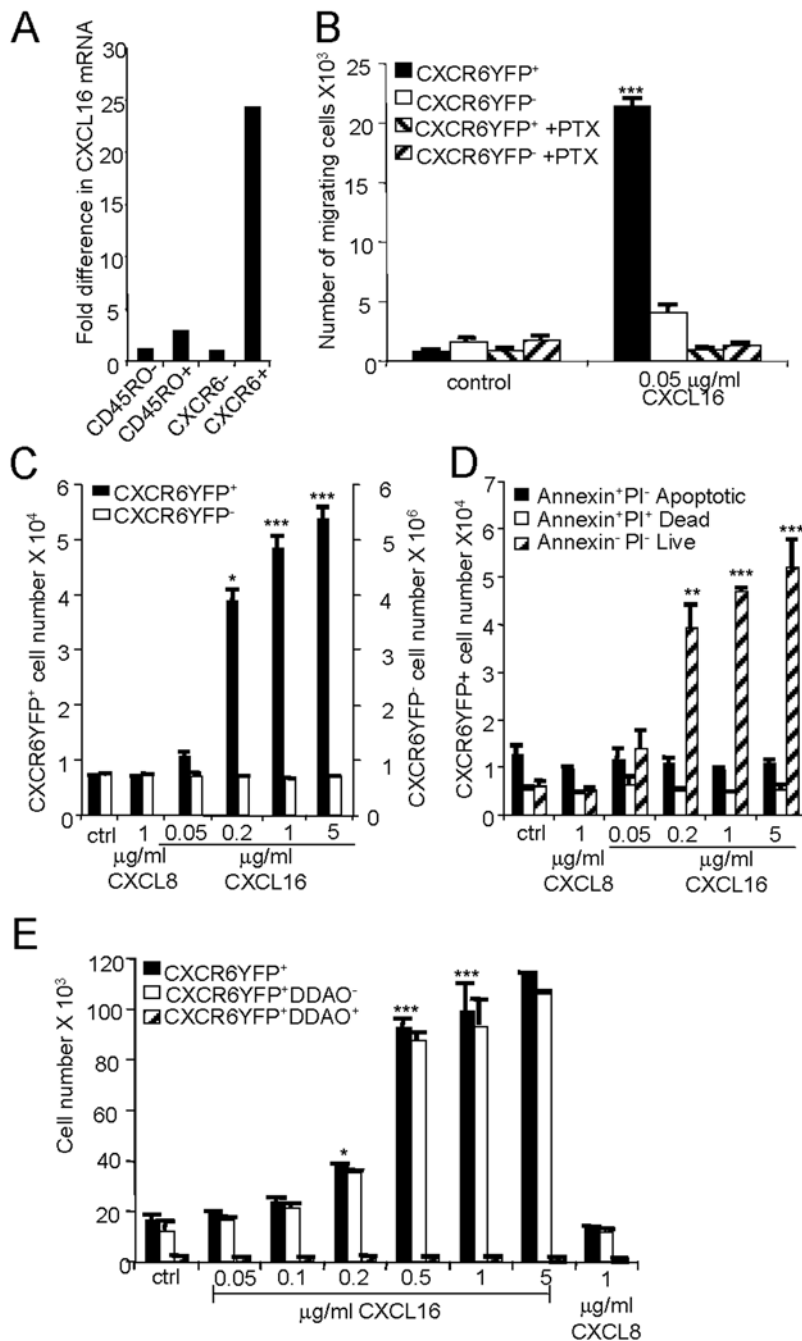 A
Fold difference in CXCL16 mRNA
30
25
20
15
10
5
0
CD45RO-
CD45RO+
CXCR6-
CXCR6+
B
Number of migrating cells X10³
25
20
15
10
5
0
CXCR6YFP⁺
CXCR6YFP⁻
CXCR6YFP⁺ +PTX
CXCR6YFP⁻ +PTX
***
control
0.05 µg/ml
CXCL16
C
CXCR6YFP⁺ cell number X 10⁴
6
5
4
3
2
1
0
CXCR6YFP⁺
CXCR6YFP⁻
*
***
***
6
5
4
3
2
1
0
CXCR6YFP⁻ cell number X 10⁶
ctrl
1
0.05
0.2
1
5
µg/ml
CXCL8
µg/ml
CXCL16
D
CXCR6YFP+ cell number X 10⁴
7
6
5
4
2
1
0
Annexin⁺PI⁻ Apoptotic
Annexin⁺PI⁺ Dead
Annexin⁻ PI⁻ Live
**
***
***
ctrl
1
0.05
0.2
1
5
µg/ml
CXCL8
µg/ml
CXCL16
E
Cell number X 10³
120
100
80
60
40
20
0
CXCR6YFP⁺
CXCR6YFP⁺DDAO⁻
CXCR6YFP⁺DDAO⁺
*
***
***
ctrl
0.05
0.1
0.2
0.5
1
5
1
µg/ml CXCL16
µg/ml
CXCL8